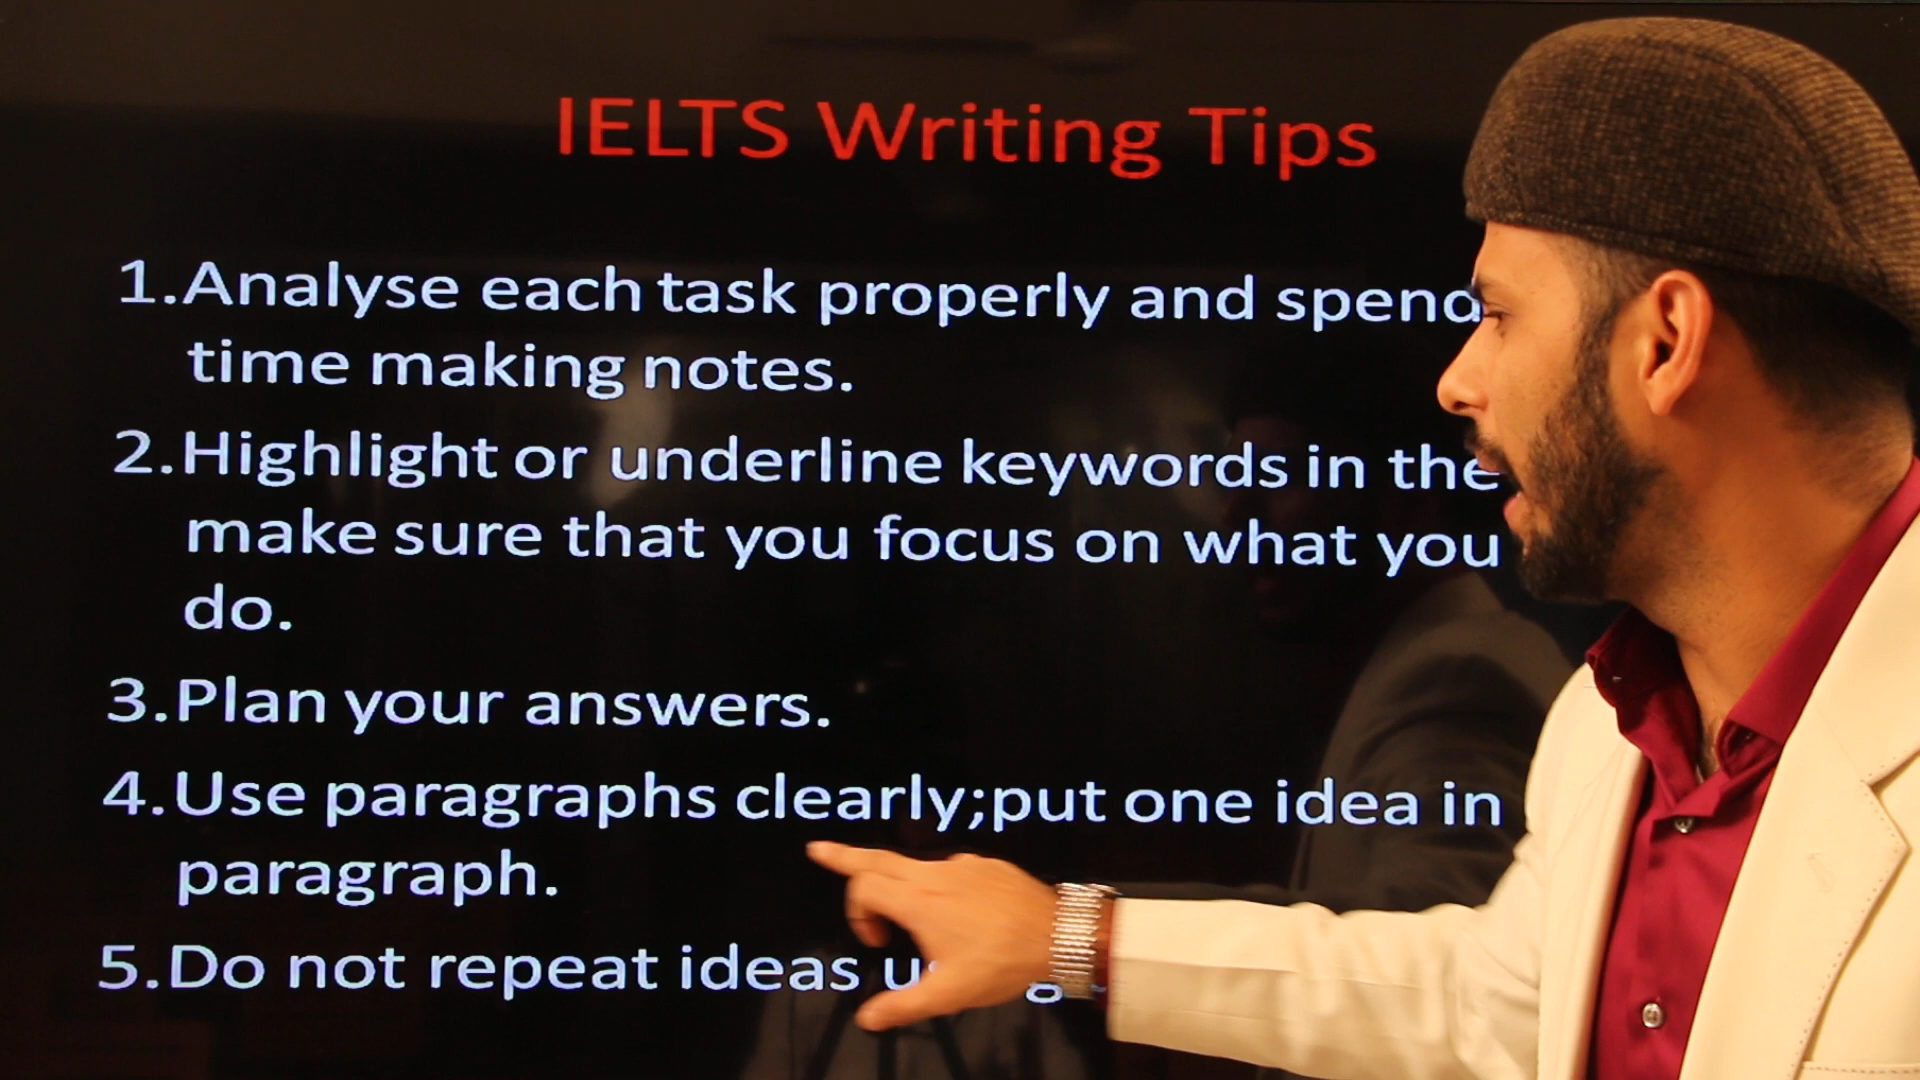 IELTS Writing Tips
1.Analyse each task properly and spend
time making notes.
2.Highlight or underline keywords in the
make sure that you focus on what you
do.
3.Plan your answers.
4.Use paragraphs clearly;put one idea in
paragraph.
5.Do not repeat ideas